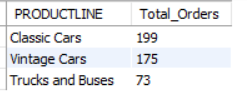 PRODUCTLINE Total_Orders
Classic Cars 199
Vintage Cars 175
Trucks and Buses 73